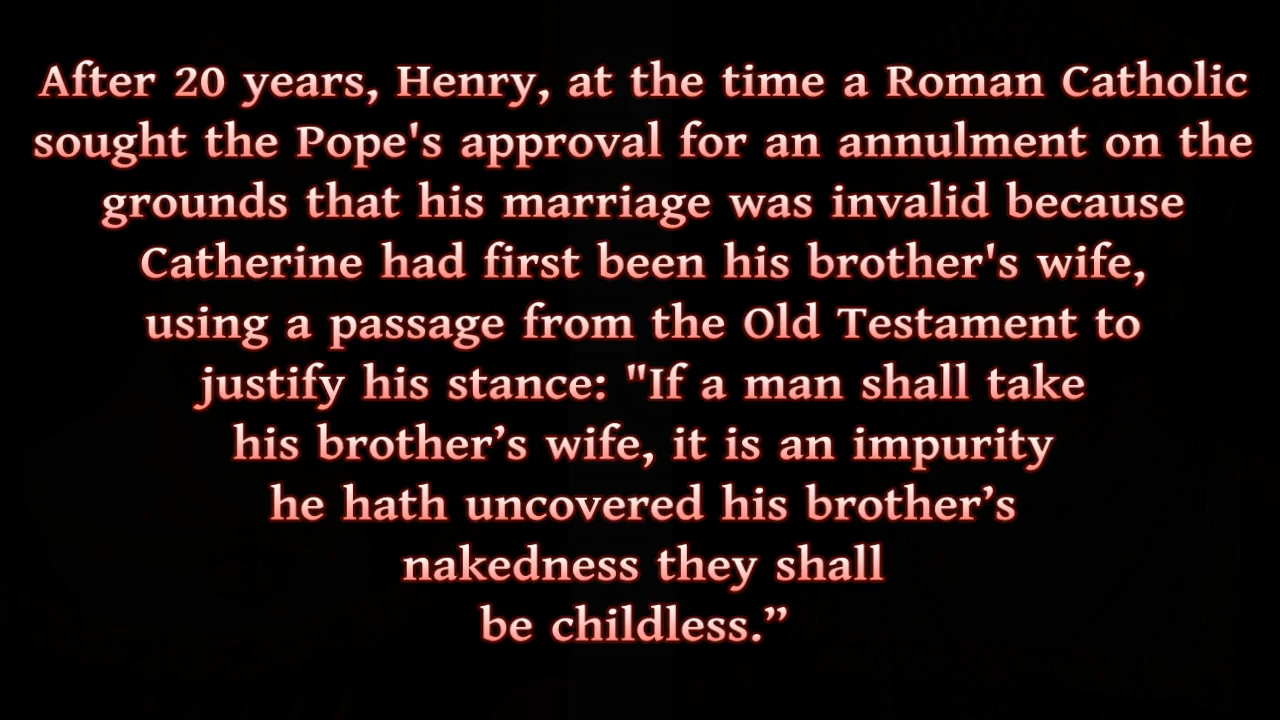 After 20 years, Henry, at the time a Roman Catholic
sought the Pope's approval for an annulment on the
grounds that his marriage was invalid because
Catherine had first been his brother's wife,
using a passage from the Old Testament to
justify his stance: "If a man shall take
his brother’s wife, it is an impurity
he hath uncovered his brother’s
nakedness they shall
be childless.”